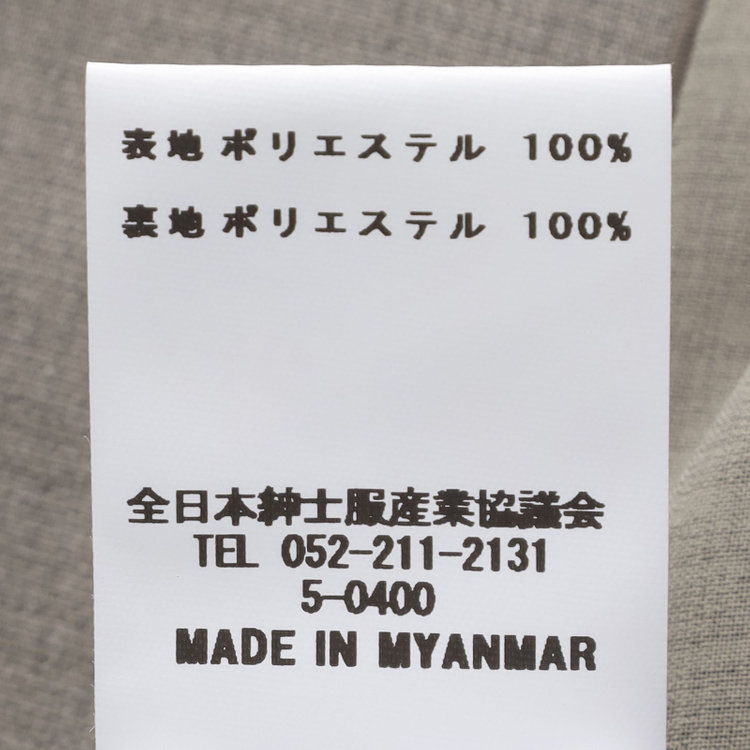 表地 ポリエステル 100%
裏地 ポリエステル 100%
全日本紳士服産業協議会
TEL 052-211-2131
5-0400
MADE IN MYANMAR